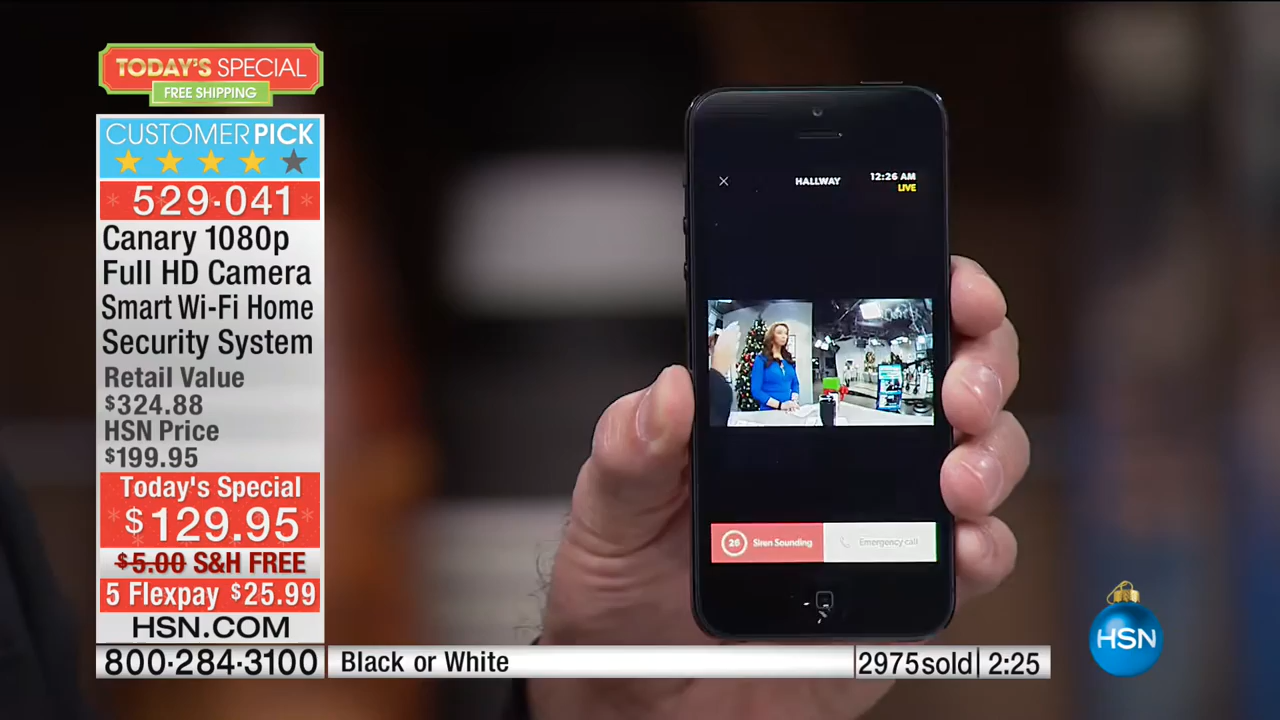 TODAY'S SPECIAL
FREE SHIPPING
CUSTOMER PICK
529-041
Canary 1080p
Full HD Camera
Smart Wi-Fi Home
Security System
Retail Value
$324.88
HSN Price
$199.95
Today's Special
$129.95
$5.00 S&H FREE
5 Flexpay $25.99
HSN.COM
800-284-3100
Black or White
2975sold 2:25
HALLWAY
12:26 AM
LIVE
26 Siren Sounding
Emergency call
HSN